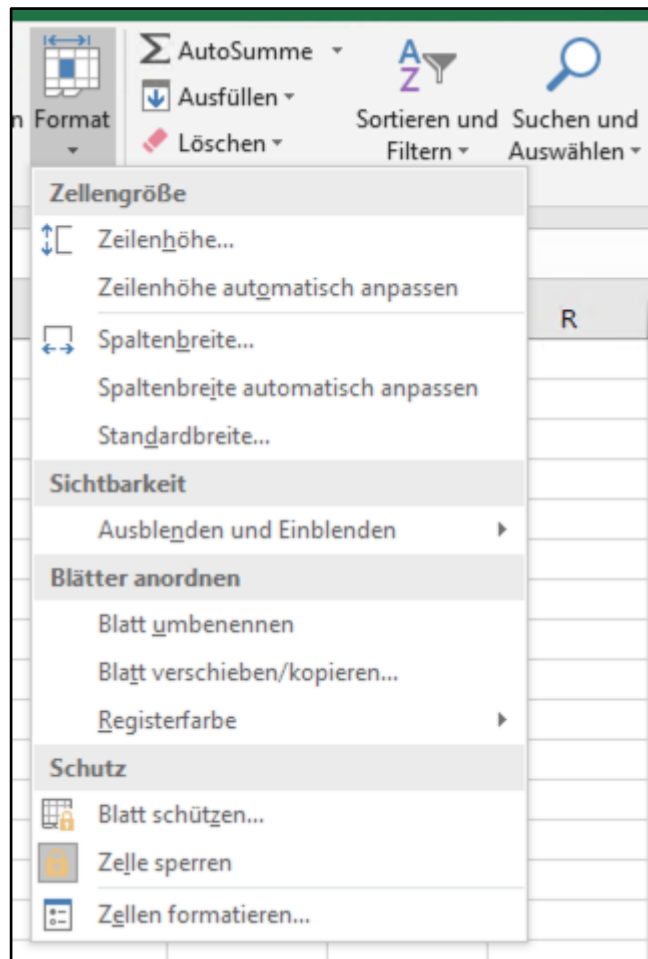 AutoSumme
Ausfüllen
Löschen
n Format
Sortieren und
Filtern
Suchen und
Auswählen
Zellengröße
Zeilenhöhe...
Zeilenhöhe automatisch anpassen
Spaltenbreite...
Spaltenbreite automatisch anpassen
Standardbreite...
Sichtbarkeit
Ausblenden und Einblenden
Blätter anordnen
Blatt umbenennen
Blatt verschieben/kopieren...
Registerfarbe
Schutz
Blatt schützen...
Zelle sperren
Zellen formatieren...
R